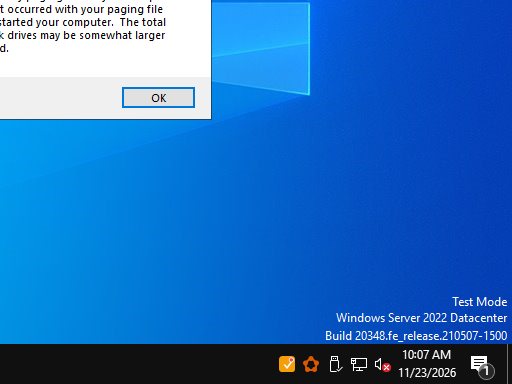 t occurred with your paging file
started your computer. The total
k drives may be somewhat larger
d.
OK
Test Mode
Windows Server 2022 Datacenter
Build 20348.fe_release.210507-1500
10:07 AM
11/23/2026
1